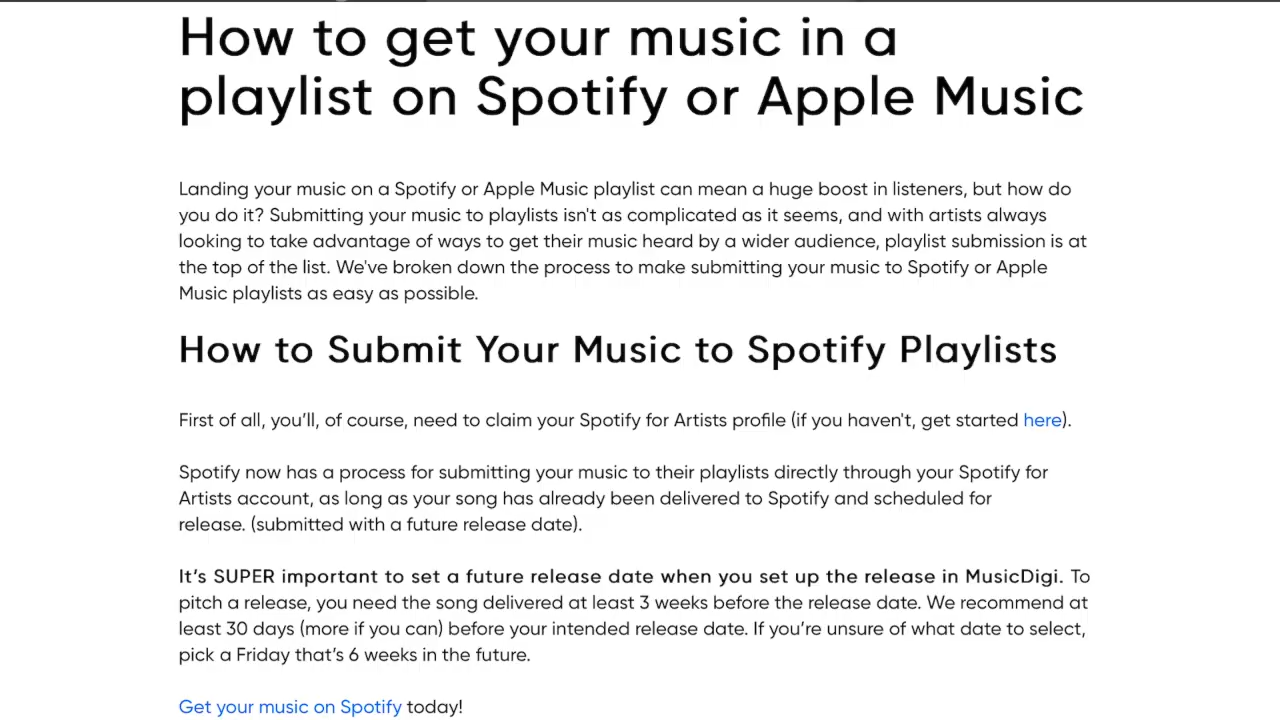 How to get your music in a
playlist on Spotify or Apple Music
Landing your music on a Spotify or Apple Music playlist can mean a huge boost in listeners, but how do
you do it? Submitting your music to playlists isn't as complicated as it seems, and with artists always
looking to take advantage of ways to get their music heard by a wider audience, playlist submission is at
the top of the list. We've broken down the process to make submitting your music to Spotify or Apple
Music playlists as easy as possible.
How to Submit Your Music to Spotify Playlists
First of all, you’ll, of course, need to claim your Spotify for Artists profile (if you haven't, get started here).
Spotify now has a process for submitting your music to their playlists directly through your Spotify for
Artists account, as long as your song has already been delivered to Spotify and scheduled for
release. (submitted with a future release date).
It’s SUPER important to set a future release date when you set up the release in MusicDigi. To
pitch a release, you need the song delivered at least 3 weeks before the release date. We recommend at
least 30 days (more if you can) before your intended release date. If you’re unsure of what date to select,
pick a Friday that’s 6 weeks in the future.
Get your music on Spotify today!